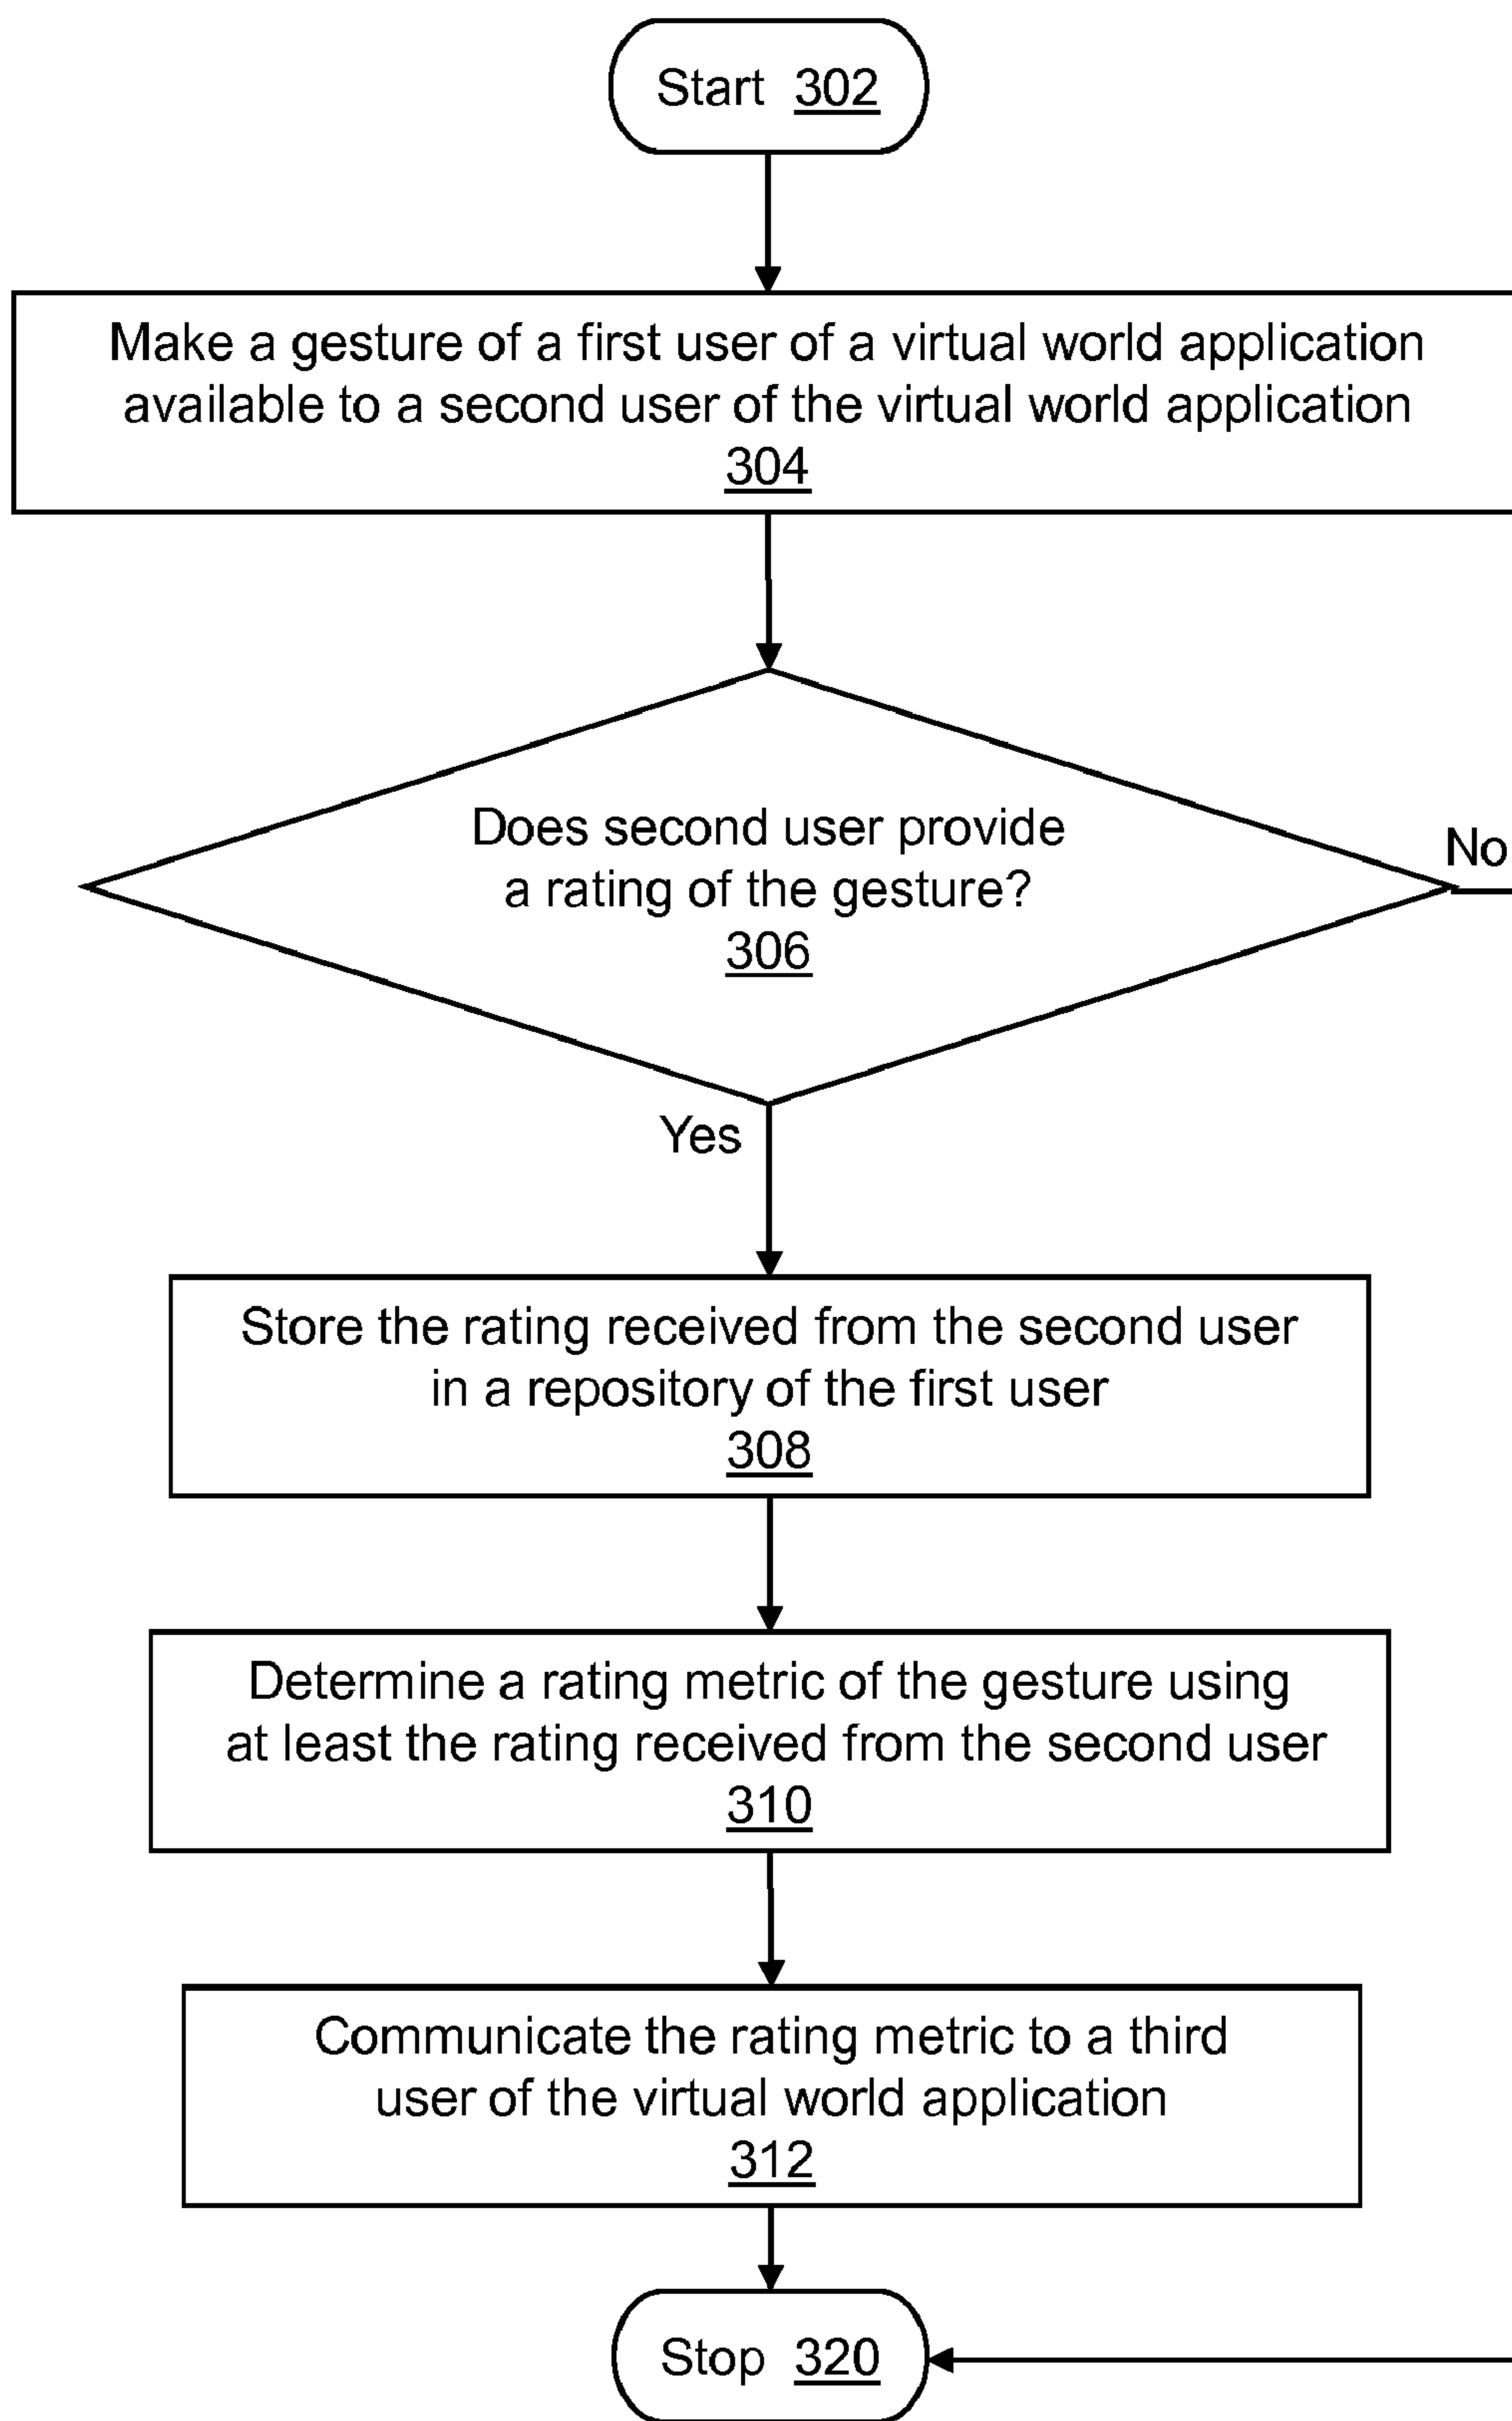 Start 302
Make a gesture of a first user of a virtual world application
available to a second user of the virtual world application
304
Does second user provide
a rating of the gesture?
306
No
Yes
Store the rating received from the second user
in a repository of the first user
308
Determine a rating metric of the gesture using
at least the rating received from the second user
310
Communicate the rating metric to a third
user of the virtual world application
312
Stop 320